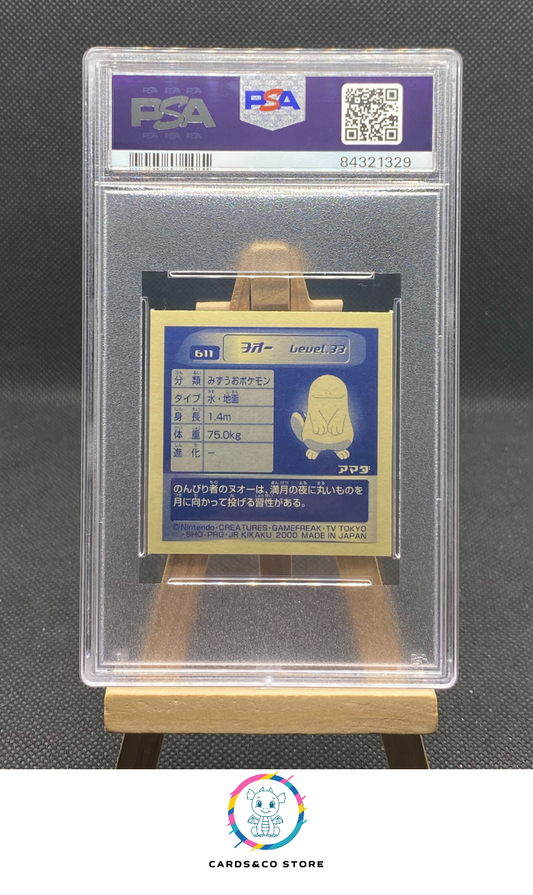 PSA
PSA
84321329
G11 ヌオー Level.33
分類 みずうおポケモン
タイプ 水・地面
身長 1.4m
体重 75.0kg
進化 −
アマダ
のんびり者のヌオーは、満月の夜に丸いものを
月に向かって投げる習性がある。
©Nintendo・CREATURES・GAMEFREAK・TV TOKYO
・SHO-PRO・JR KIKAKU 2000 MADE IN JAPAN
CARDS&CO STORE